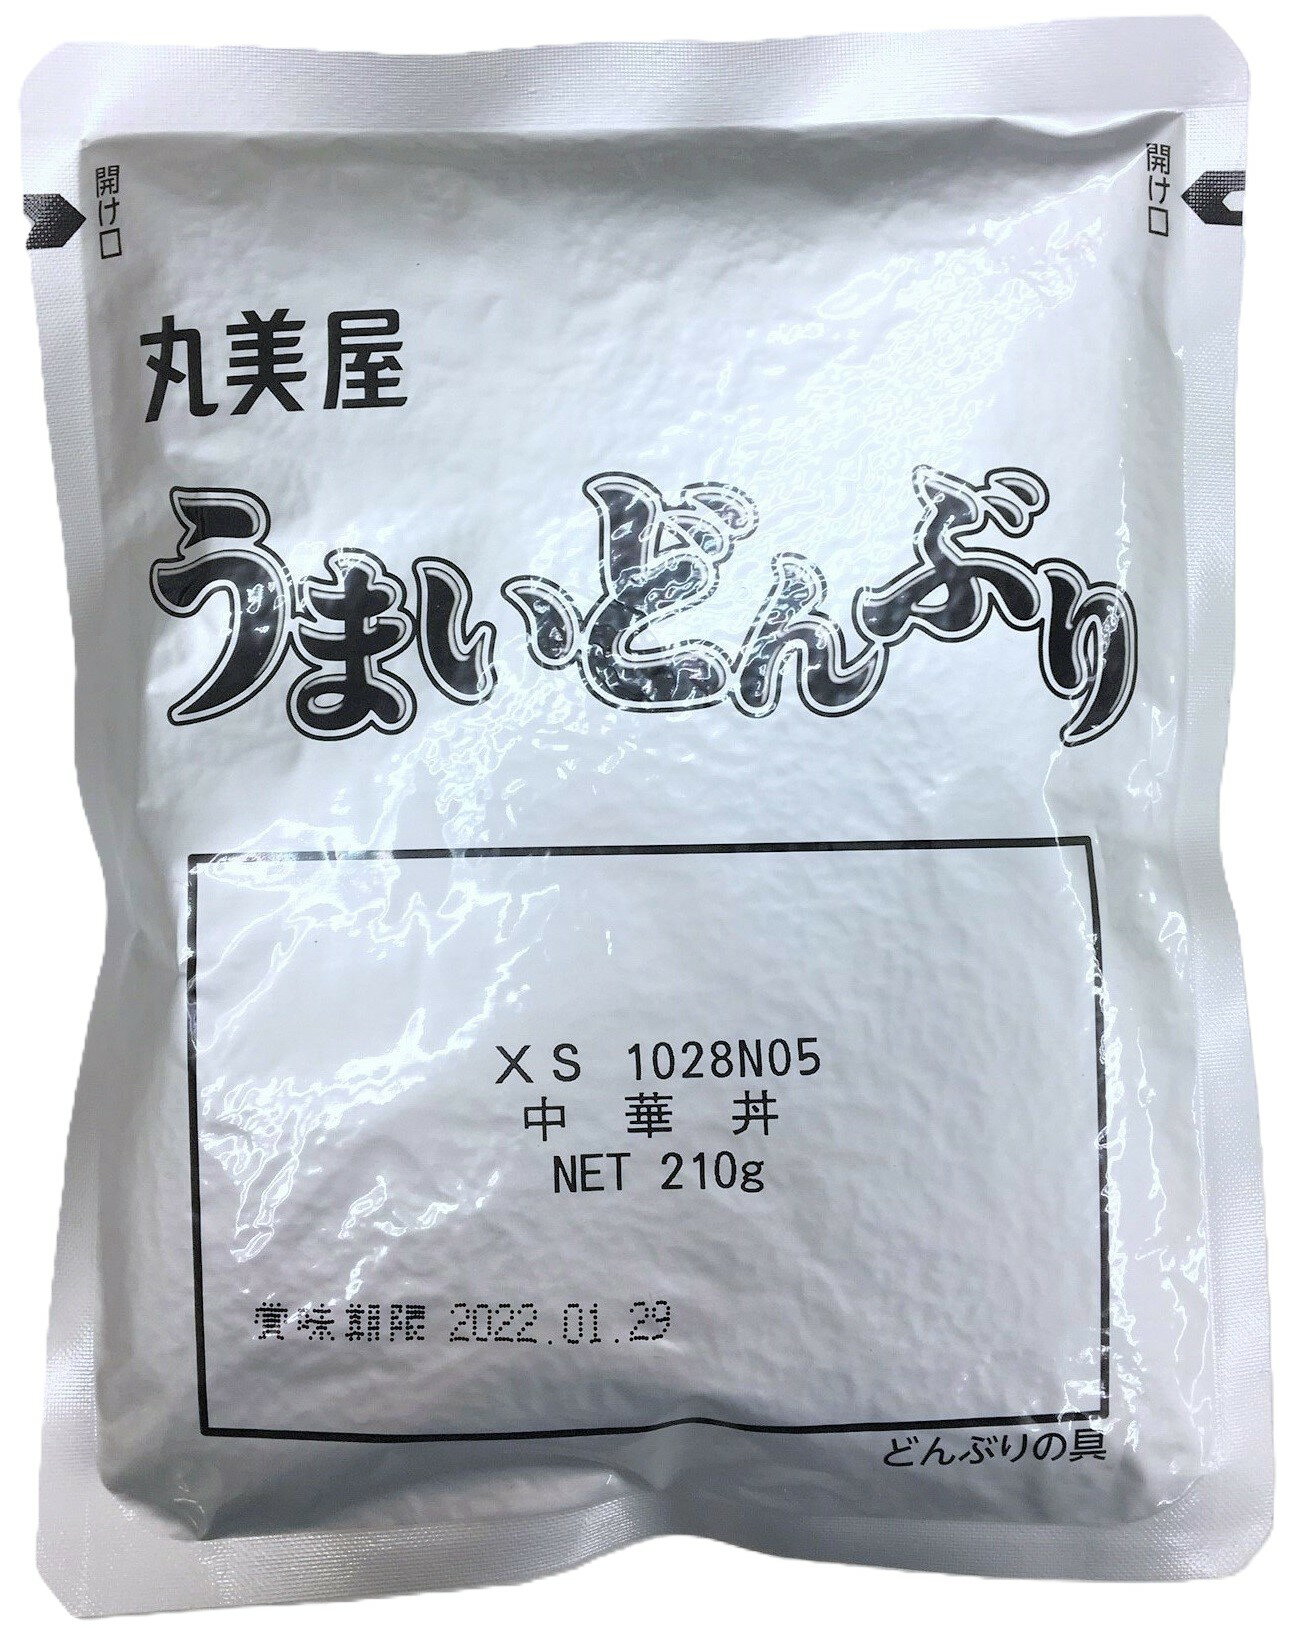 開け口
開け口
丸美屋
うまいどんぶり
XS 1028N05
中華丼
NET 210g
賞味期限 2022.01.29
どんぶりの具